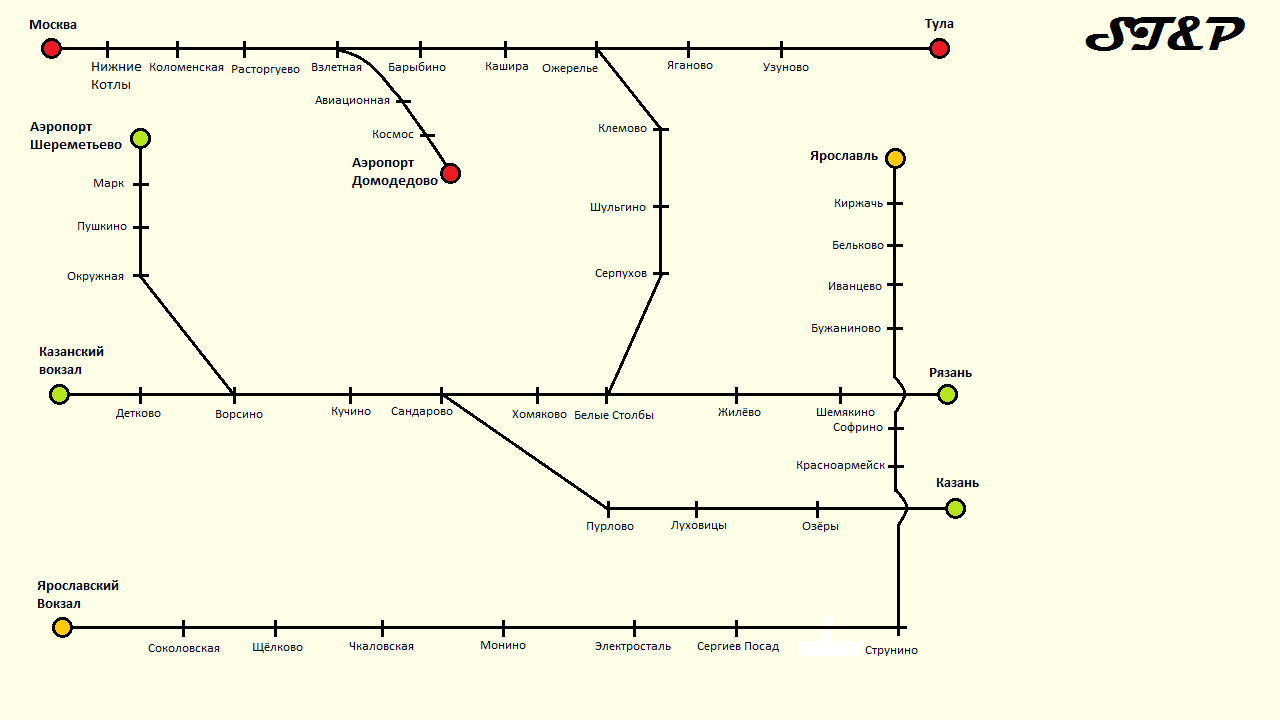 Москва
Тула
ST&P
Нижние
Котлы
Коломенская
Расторгуево
Взлетная
Барыбино
Кашира
Ожерелье
Яганово
Узуново
Авиационная
Космос
Аэропорт
Домодедово
Аэропорт
Шереметьево
Марк
Пушкино
Окружная
Клемово
Шульгино
Серпухов
Ярославль
Киржачь
Бельково
Иванцево
Бужаниново
Казанский
вокзал
Рязань
Детково
Ворсино
Кучино
Сандарово
Хомяково
Белые Столбы
Жилёво
Шемякино
Софрино
Красноармейск
Казань
Пурлово
Луховицы
Озёры
Ярославский
Вокзал
Соколовская
Щёлково
Чкаловская
Монино
Электросталь
Сергиев Посад
Струнино